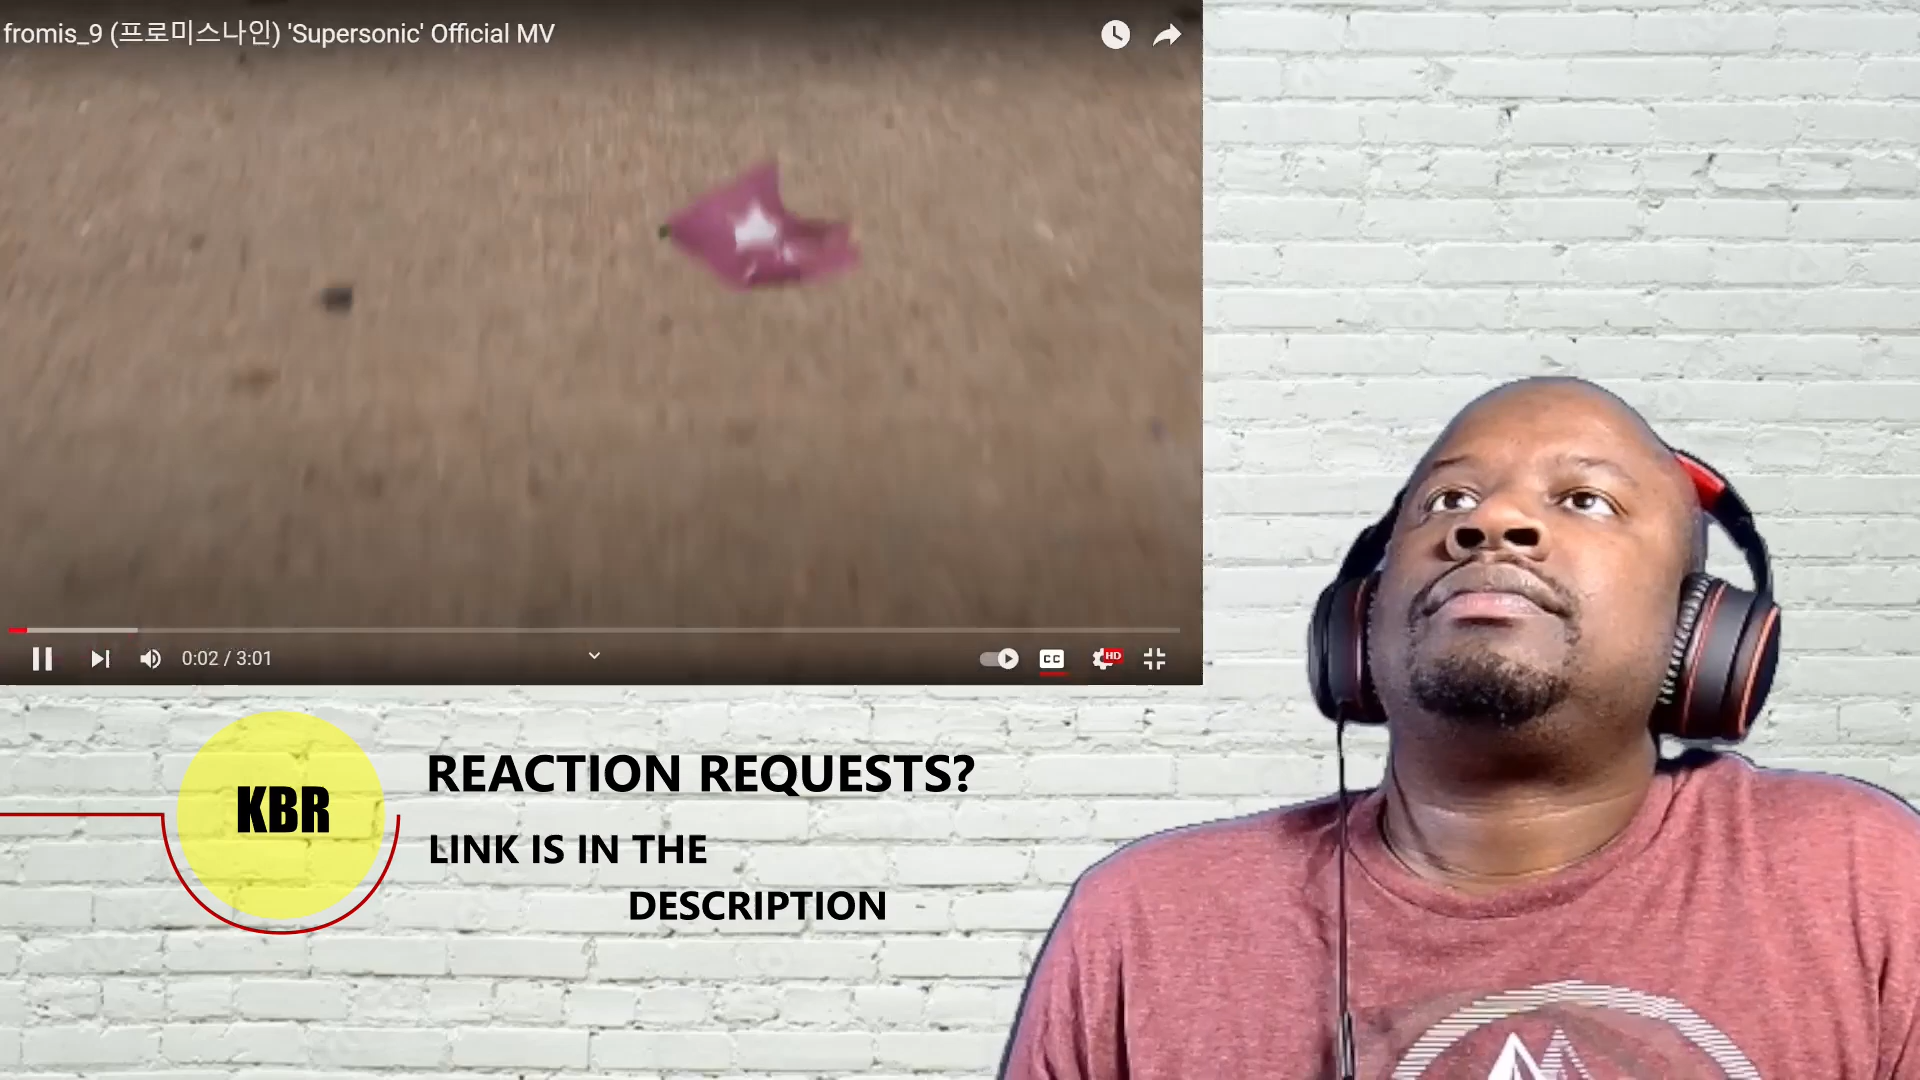 fromis_9 (프로미스나인) 'Supersonic' Official MV
0:02 / 3:01
CC
HD
KBR
REACTION REQUESTS?
LINK IS IN THE
DESCRIPTION